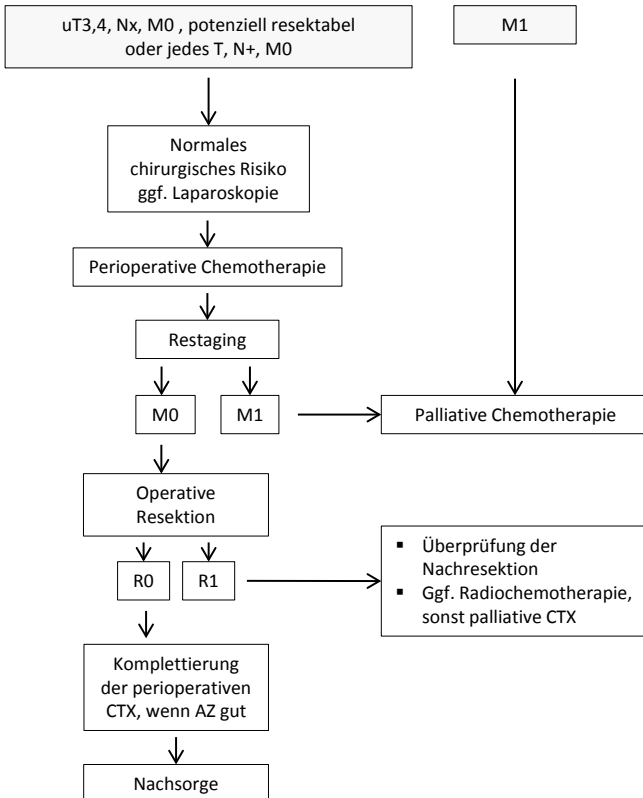 uT3,4, Nx, M0 , potenziell resektabel
oder jedes T, N+, M0
M1
Normales
chirurgisches Risiko
ggf. Laparoskopie
Perioperative Chemotherapie
Restaging
M0
M1
Palliative Chemotherapie
Operative
Resektion
R0
R1
▪ Überprüfung der
Nachresektion
▪ Ggf. Radiochemotherapie,
sonst palliative CTX
Komplettierung
der perioperativen
CTX, wenn AZ gut
Nachsorge